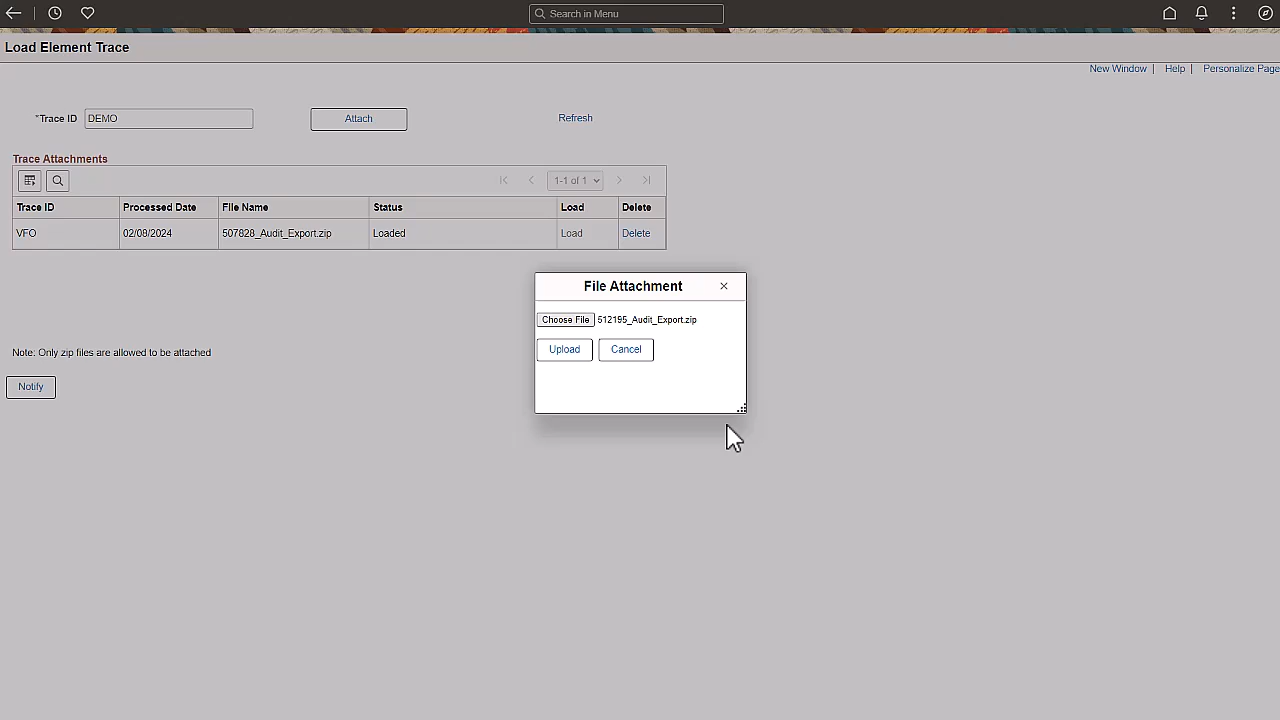 Search in Menu
Load Element Trace
New Window | Help | Personalize Page
*Trace ID DEMO Attach Refresh
Trace Attachments
1-1 of 1
Trace ID Processed Date File Name Status Load Delete
VFO 02/08/2024 507828_Audit_Export.zip Loaded Load Delete
File Attachment
Choose File 512195_Audit_Export.zip
Upload Cancel
Note: Only zip files are allowed to be attached
Notify